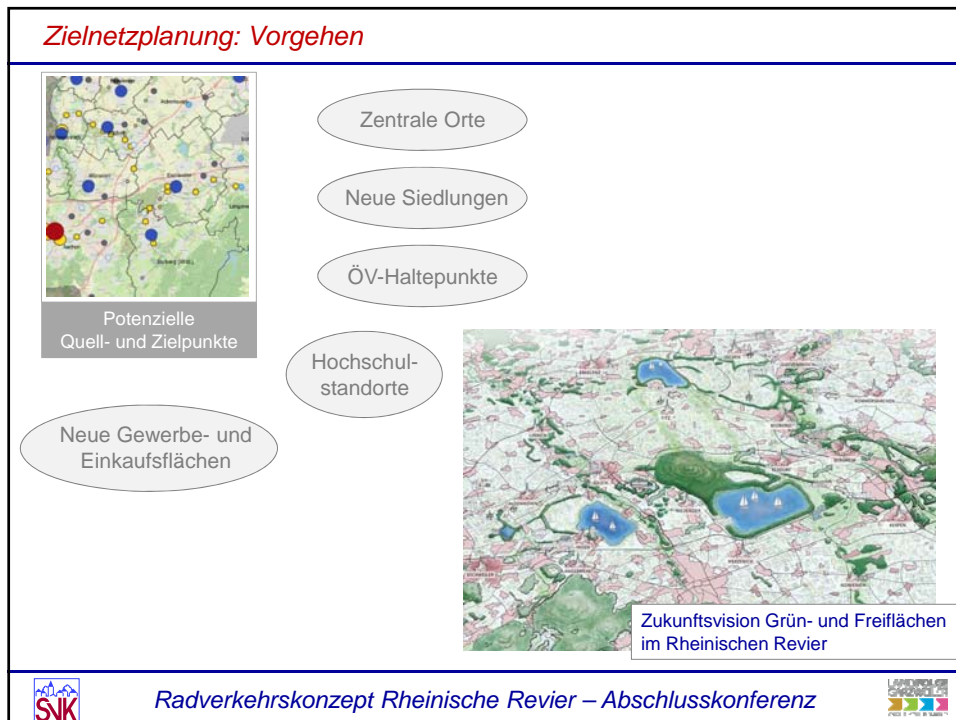 Zielnetzplanung: Vorgehen
Zentrale Orte
Neue Siedlungen
ÖV-Haltepunkte
Potenzielle
Quell- und Zielpunkte
Hochschul-
standorte
Neue Gewerbe- und
Einkaufsflächen
Zukunftsvision Grün- und Freiflächen
im Rheinischen Revier
SVK
Radverkehrskonzept Rheinische Revier – Abschlusskonferenz